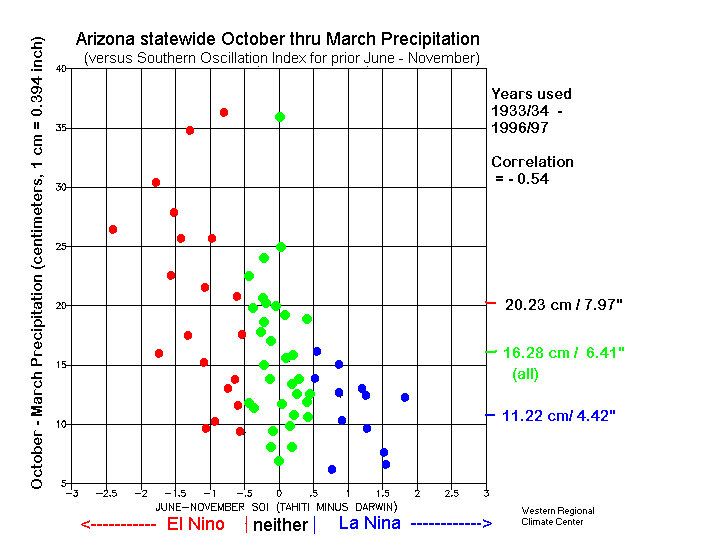 Arizona statewide October thru March Precipitation
(versus Southern Oscillation Index for prior June - November)
October - March Precipitation (centimeters, 1 cm = 0.394 inch)
40
35
30
25
20
15
10
5
-3 -2.5 -2 -1.5 -1 -.5 0 .5 1 1.5 2 2.5 3
JUNE-NOVEMBER SOI (TAHITI MINUS DARWIN)
<----------- El Nino | neither | La Nina ------------>
Years used
1933/34 -
1996/97
Correlation
= - 0.54
20.23 cm / 7.97"
16.28 cm / 6.41"
(all)
11.22 cm/ 4.42"
Western Regional
Climate Center